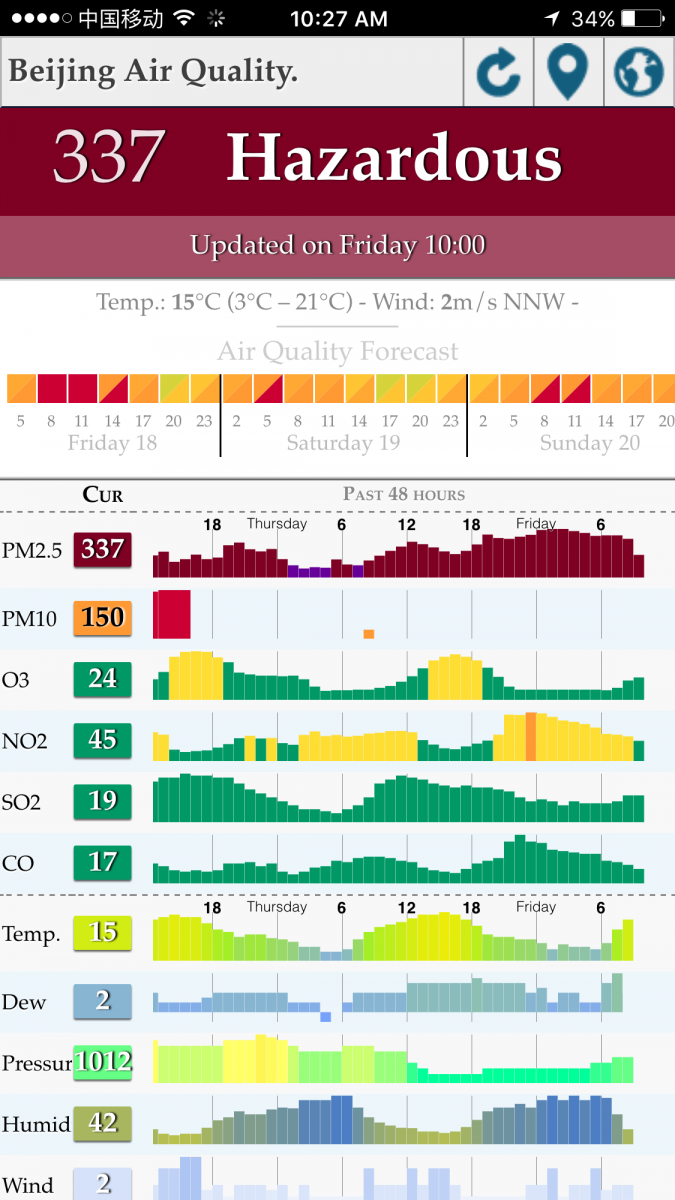 中国移动 10:27 AM 34%
Beijing Air Quality.
337 Hazardous
Updated on Friday 10:00
Temp.: 15°C (3°C – 21°C) - Wind: 2m/s NNW -
Air Quality Forecast
5 8 11 14 17 20 23 2 5 8 11 14 17 20 23 2 5 8 11 14 17 20
Friday 18 Saturday 19 Sunday 20
CUR PAST 48 HOURS
18 Thursday 6 12 18 Friday 6
PM2.5 337
PM10 150
O3 24
NO2 45
SO2 19
CO 17
18 Thursday 6 12 18 Friday 6
Temp. 15
Dew 2
Pressur 1012
Humid 42
Wind 2